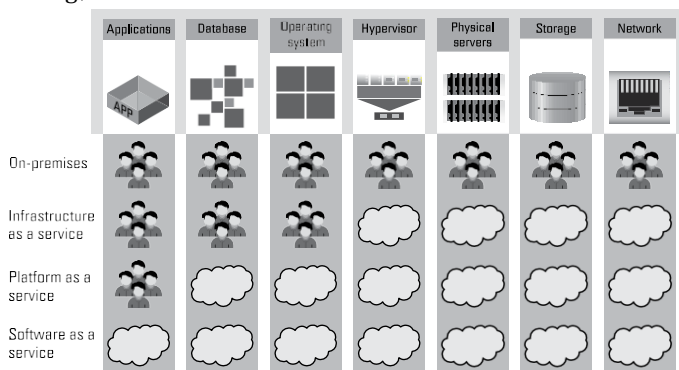 Applications
Database
Operating
system
Hypervisor
Physical
servers
Storage
Network
APP
On-premises
Infrastructure
as a service
Platform as a
service
Software as a
service